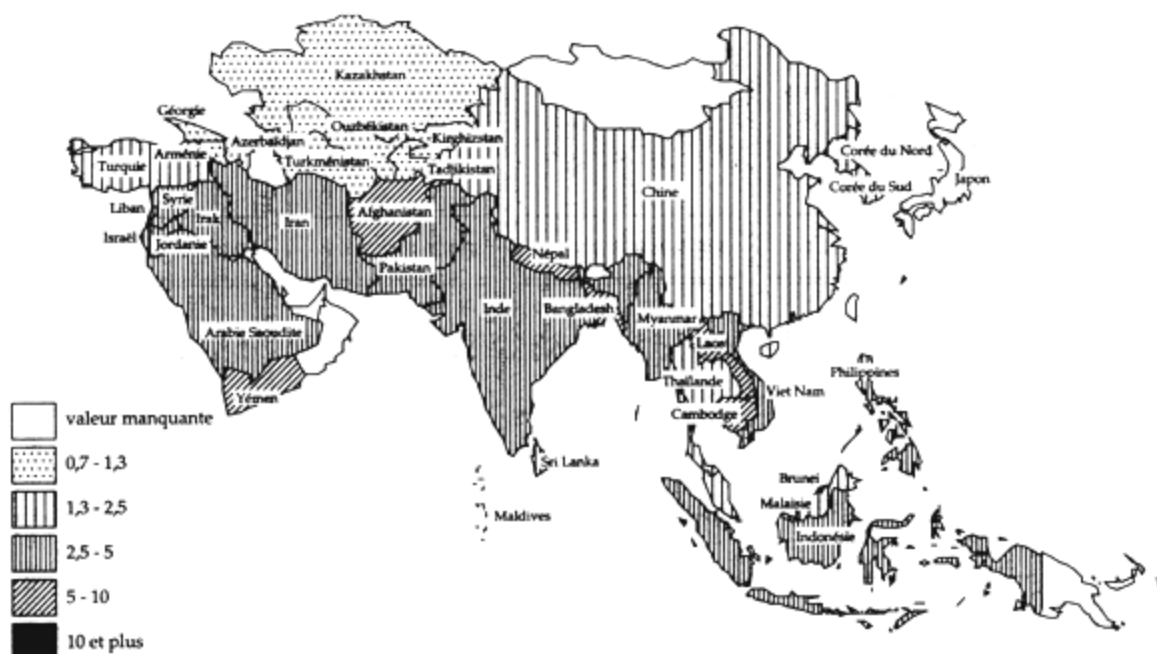 Kazakhstan
Géorgie
Ouzbékistan
Azerbaïdjan
Kirghizstan
Arménie
Turquie
Turkménistan
Tadjikistan
Corée du Nord
Corée du Sud
Japon
Chine
Syrie
Liban
Irak
Iran
Afghanistan
Israël
Jordanie
Népal
Pakistan
Inde
Bangladesh
Myanmar
Arabie Saoudite
Laos
Thaïlande
Philippines
Viet Nam
Yémen
Cambodge
Sri Lanka
Brunei
Malaisie
Maldives
Indonésie
valeur manquante
0,7 - 1,3
1,3 - 2,5
2,5 - 5
5 - 10
10 et plus